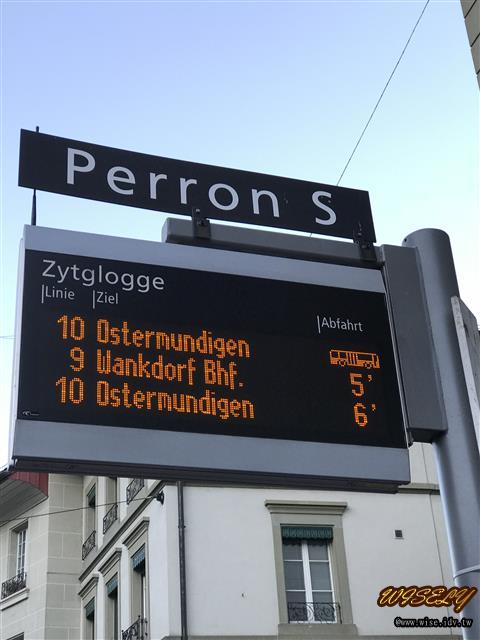 Perron S
Zytglogge
Linie Ziel Abfahrt
10 Ostermundigen
9 Wankdorf Bhf. 5'
10 Ostermundigen 6'
WISELY
@www.wise.idv.tw